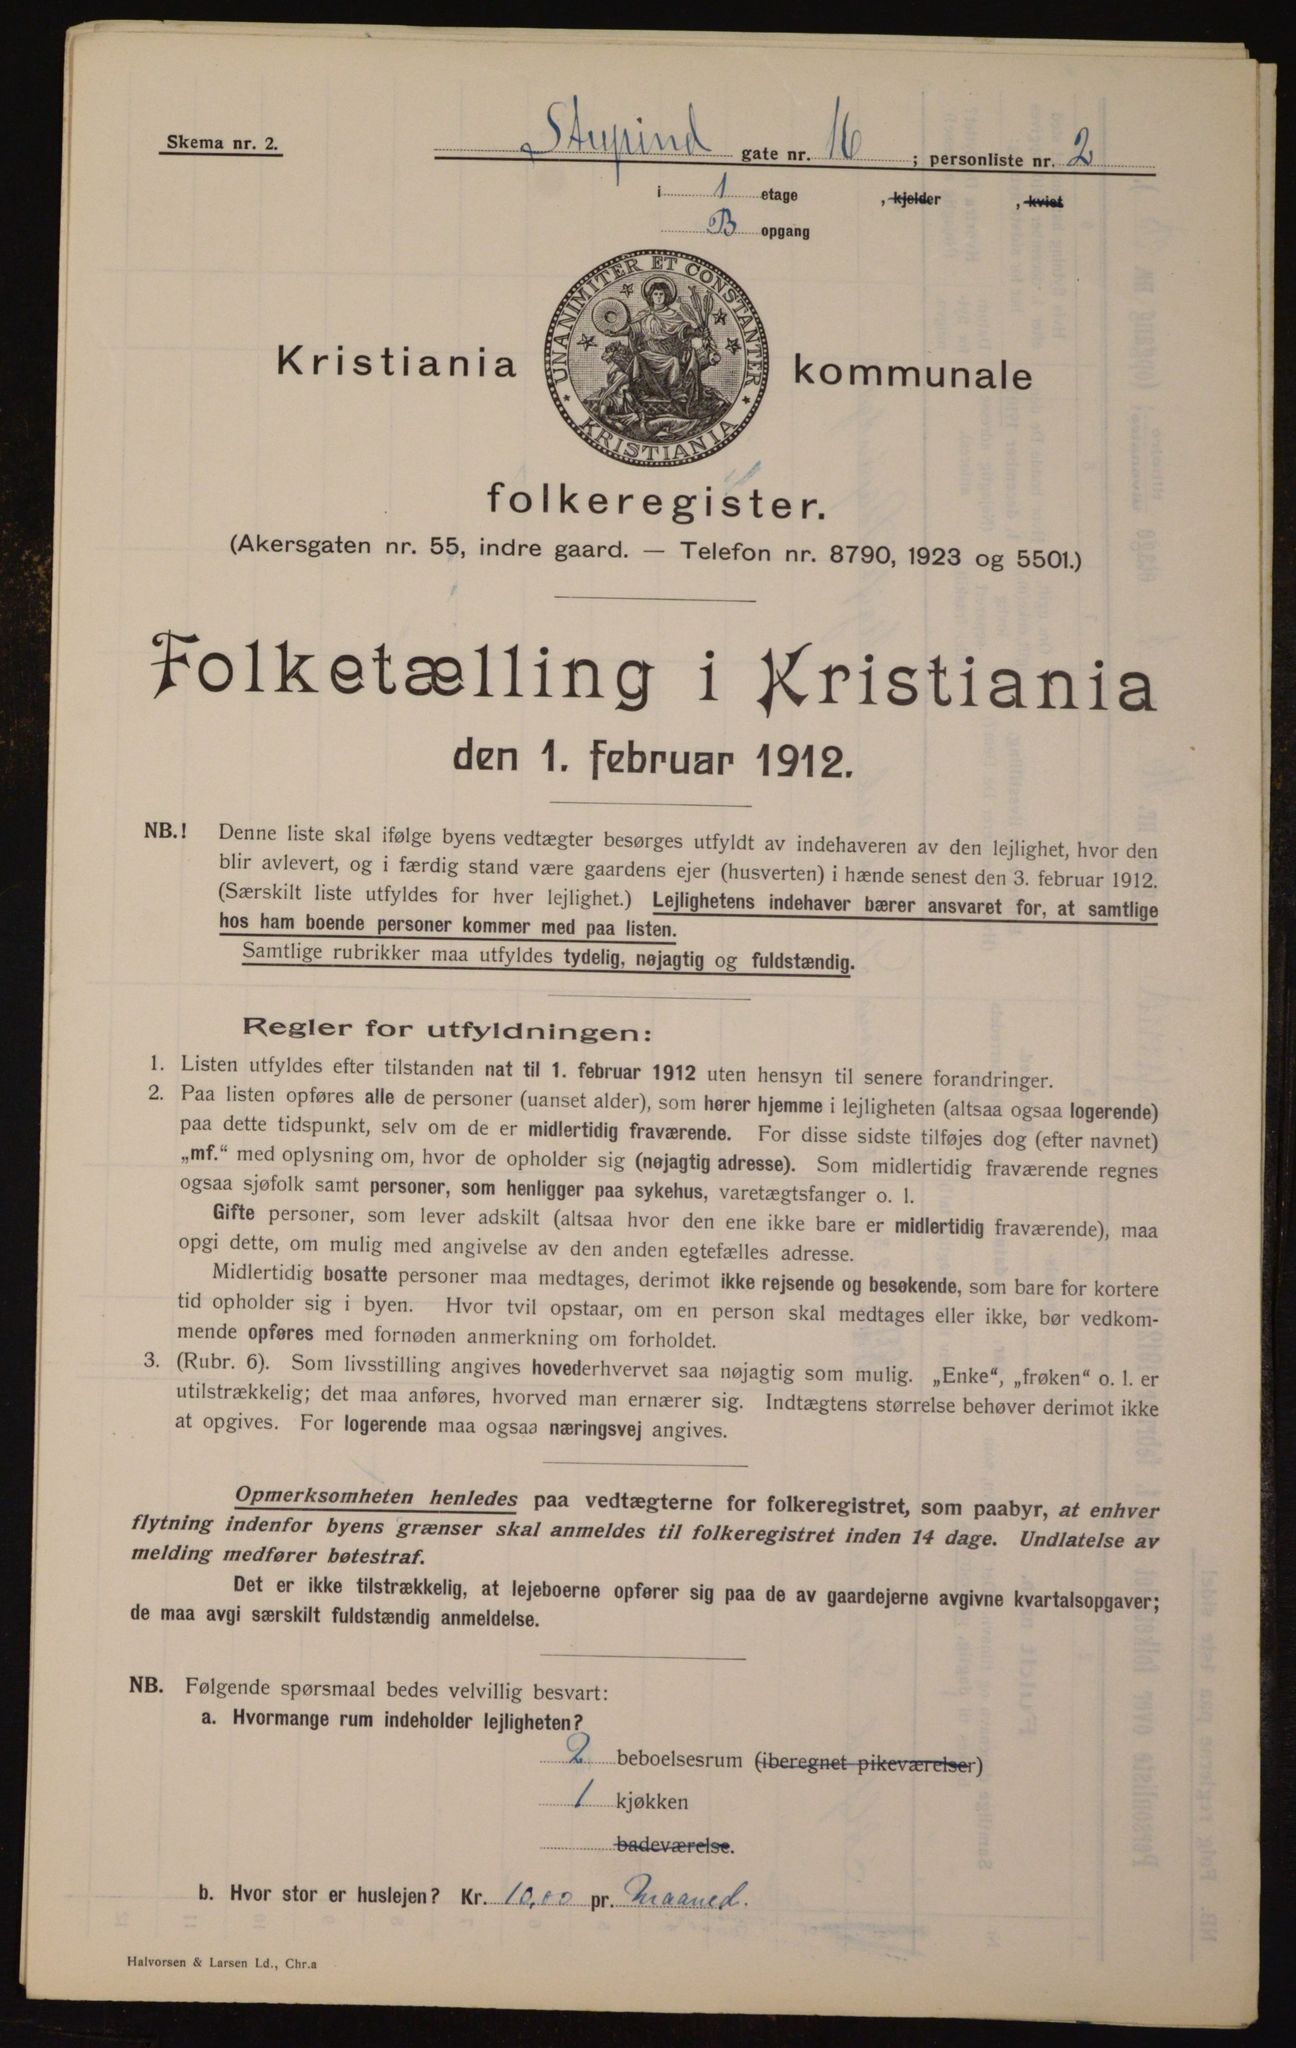 Skema nr. 2.
Strupind gate nr. 16 ; personliste nr. 2
i 1 etage , kjelder , kvist
B opgang
UNANIMITER ET CONSTANTER
KRISTIANIA
Kristiania kommunale
folkeregister.
(Akersgaten nr. 55, indre gaard. — Telefon nr. 8790, 1923 og 5501.)
Folketælling i Kristiania
den 1. februar 1912.
NB.! Denne liste skal ifølge byens vedtægter besørges utfyldt av indehaveren av den lejlighet, hvor den
blir avlevert, og i færdig stand være gaardens ejer (husverten) i hænde senest den 3. februar 1912.
(Særskilt liste utfyldes for hver lejlighet.) Lejlighetens indehaver bærer ansvaret for, at samtlige
hos ham boende personer kommer med paa listen.
Samtlige rubrikker maa utfyldes tydelig, nøjagtig og fuldstændig.
Regler for utfyldningen:
1. Listen utfyldes efter tilstanden nat til 1. februar 1912 uten hensyn til senere forandringer.
2. Paa listen opføres alle de personer (uanset alder), som hører hjemme i lejligheten (altsaa ogsaa logerende)
paa dette tidspunkt, selv om de er midlertidig fraværende. For disse sidste tilføjes dog (efter navnet)
„mf.“ med oplysning om, hvor de opholder sig (nøjagtig adresse). Som midlertidig fraværende regnes
ogsaa sjøfolk samt personer, som henligger paa sykehus, varetægtsfanger o. l.
Gifte personer, som lever adskilt (altsaa hvor den ene ikke bare er midlertidig fraværende), maa
opgi dette, om mulig med angivelse av den anden egtefælles adresse.
Midlertidig bosatte personer maa medtages, derimot ikke rejsende og besøkende, som bare for kortere
tid opholder sig i byen. Hvor tvil opstaar, om en person skal medtages eller ikke, bør vedkom-
mende opføres med fornøden anmerkning om forholdet.
3. (Rubr. 6). Som livsstilling angives hovederhvervet saa nøjagtig som mulig. „Enke“, „frøken“ o. l. er
utilstrækkelig; det maa anføres, hvorved man ernærer sig. Indtægtens størrelse behøver derimot ikke
at opgives. For logerende maa ogsaa næringsvej angives.
Opmerksomheten henledes paa vedtægterne for folkeregistret, som paabyr, at enhver
flytning indenfor byens grænser skal anmeldes til folkeregistret inden 14 dage. Undlatelse av
melding medfører bøtestraf.
Det er ikke tilstrækkelig, at lejeboerne opfører sig paa de av gaardejerne avgivne kvartalsopgaver;
de maa avgi særskilt fuldstændig anmeldelse.
NB. Følgende spørsmaal bedes velvillig besvart:
a. Hvormange rum indeholder lejligheten?
2 beboelsesrum (iberegnet pikeværelser)
1 kjøkken
badeværelse.
b. Hvor stor er huslejen? Kr. 10,00 pr. Maaned.
Halvorsen & Larsen Ld., Chr.a